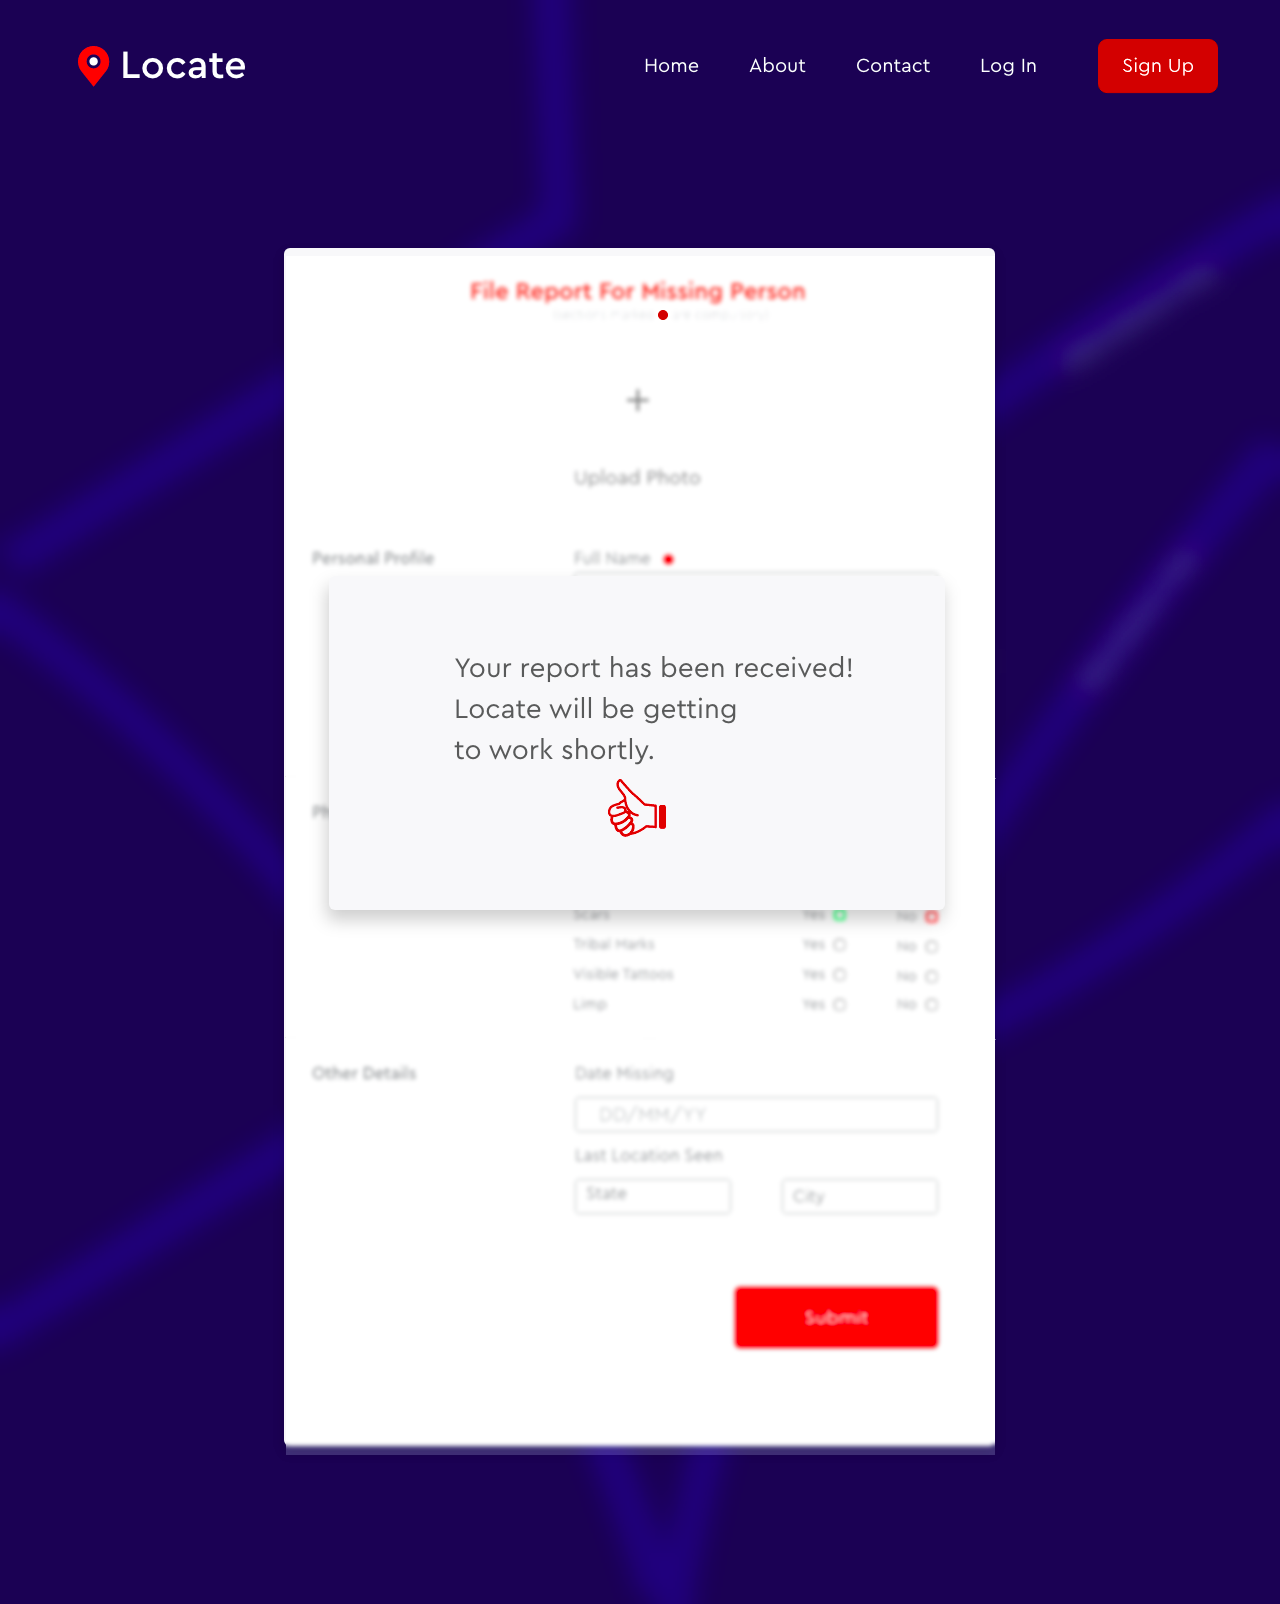 Locate
Home About Contact Log In Sign Up
File Report For Missing Person
Upload Photo
Personal Profile Full Name
Your report has been received!
Locate will be getting
to work shortly.
Scars Yes No
Tribal Marks Yes No
Visible Tattoos Yes No
Limp Yes No
Other Details Date Missing
DD/MM/YY
Last Location Seen
State City
Submit